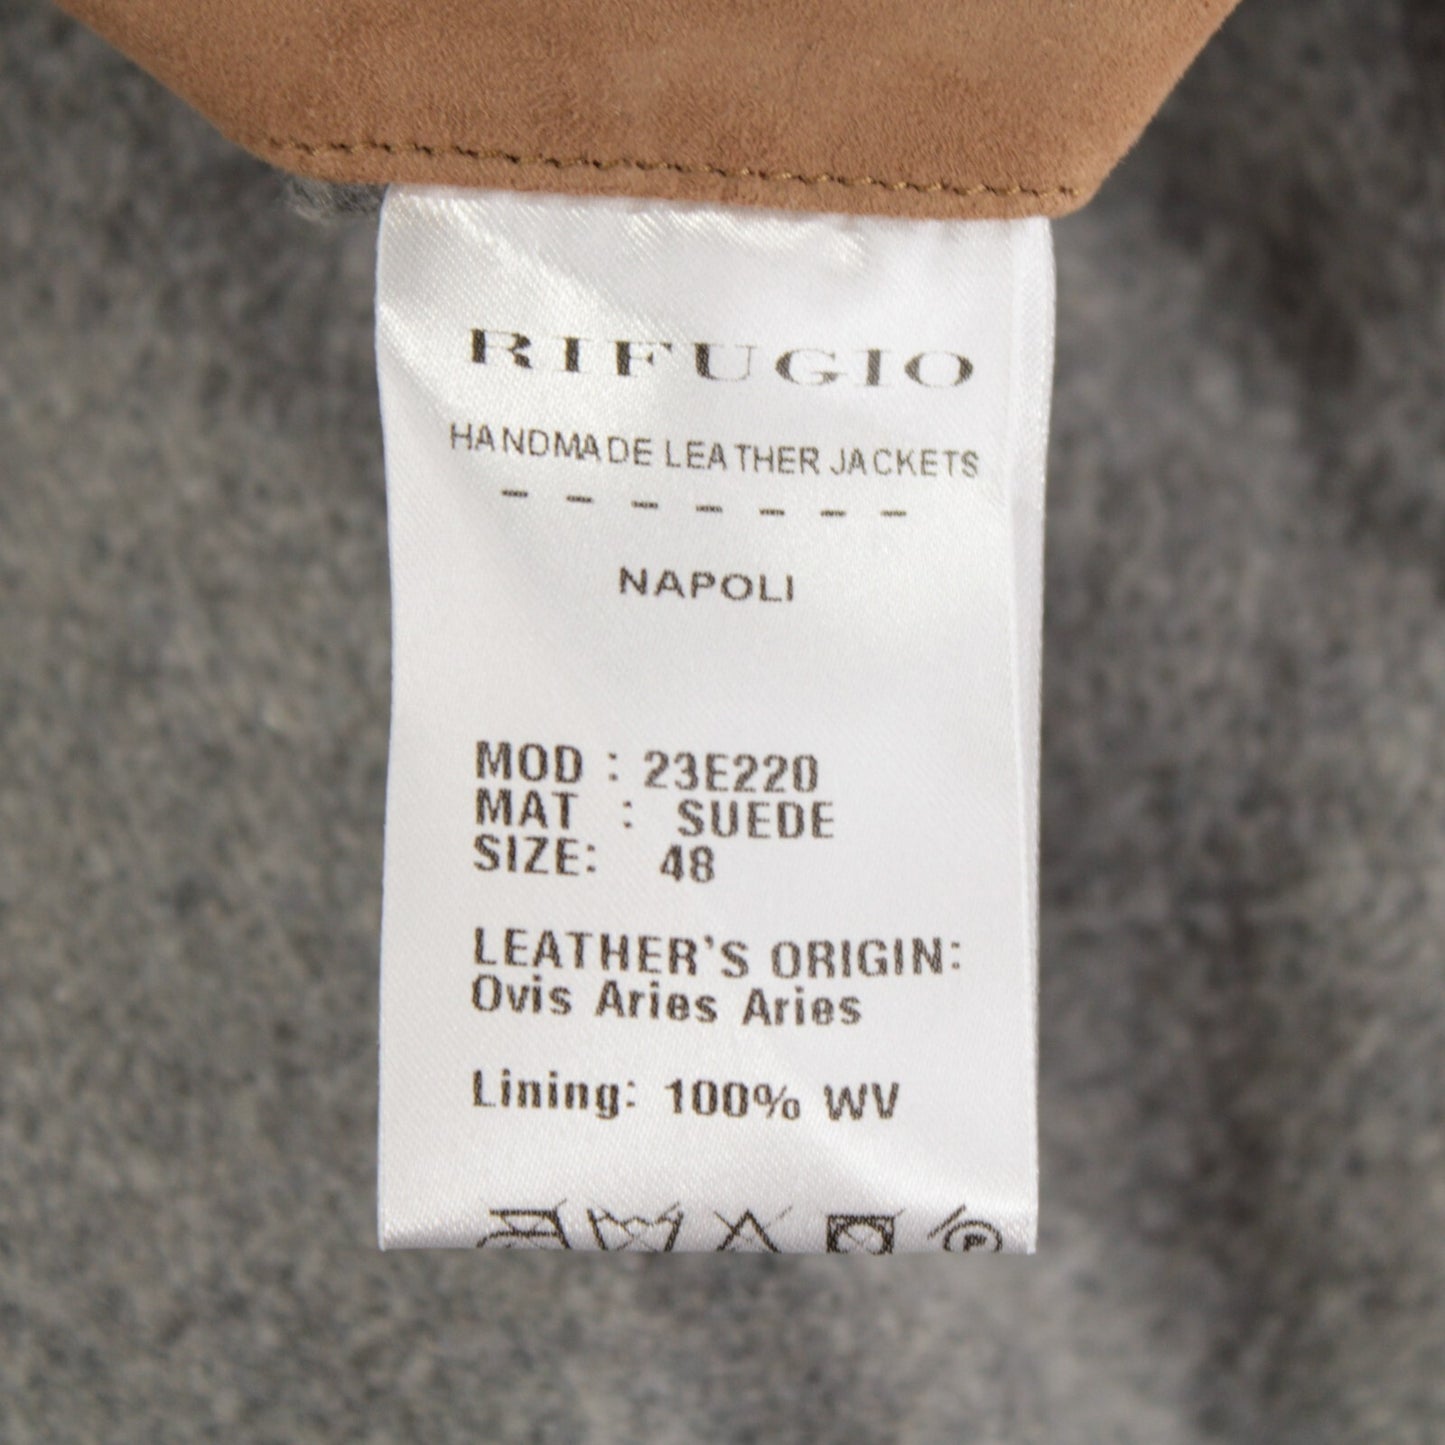 RIFUGIO
HANDMADE LEATHER JACKETS
- - - - - - -
NAPOLI
MOD : 23E220
MAT : SUEDE
SIZE: 48
LEATHER'S ORIGIN:
Ovis Aries Aries
Lining: 100% WV
P